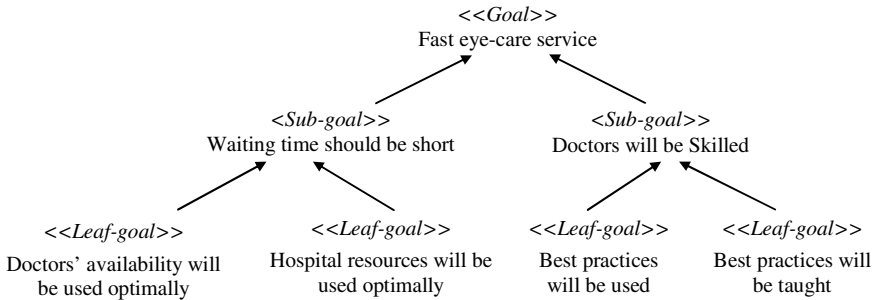 <<Goal>>
Fast eye-care service
<Sub-goal>>
Waiting time should be short
<Sub-goal>>
Doctors will be Skilled
<<Leaf-goal>>
Doctors’ availability will
be used optimally
<<Leaf-goal>>
Hospital resources will be
used optimally
<<Leaf-goal>>
Best practices
will be used
<<Leaf-goal>>
Best practices will
be taught